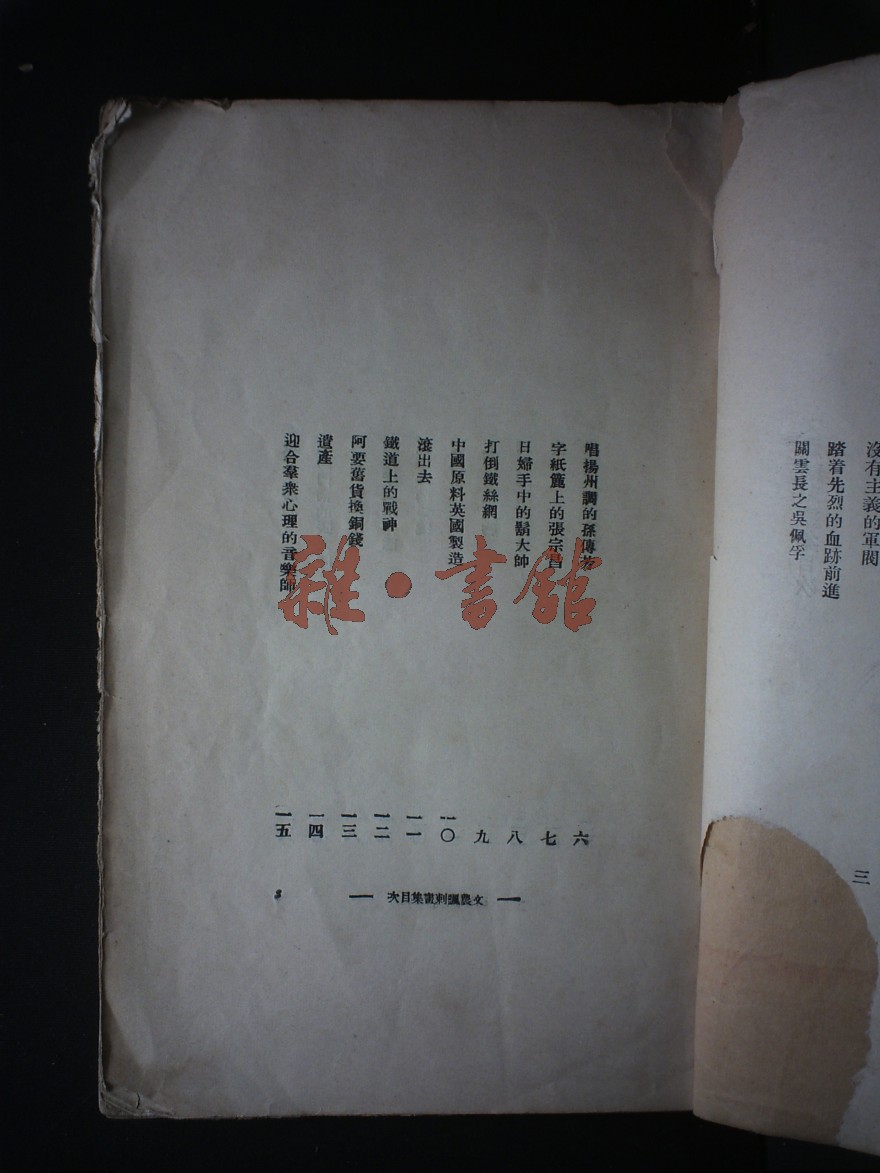 沒有主義的軍閥
踏着先烈的血跡前進
關雲長之吳佩孚
三
唱揚州調的孫傳芳
字紙簏上的張宗昌
日婦手中的鬍大帥
打倒鐵絲網
中國原料英國製造
滾出去
鐵道上的戰神
阿要舊貨換銅錢
遺產
迎合羣衆心理的音樂師
六
七
八
九
一〇
一一
一二
一三
一四
一五
文農諷刺畫集目次
雜·書館